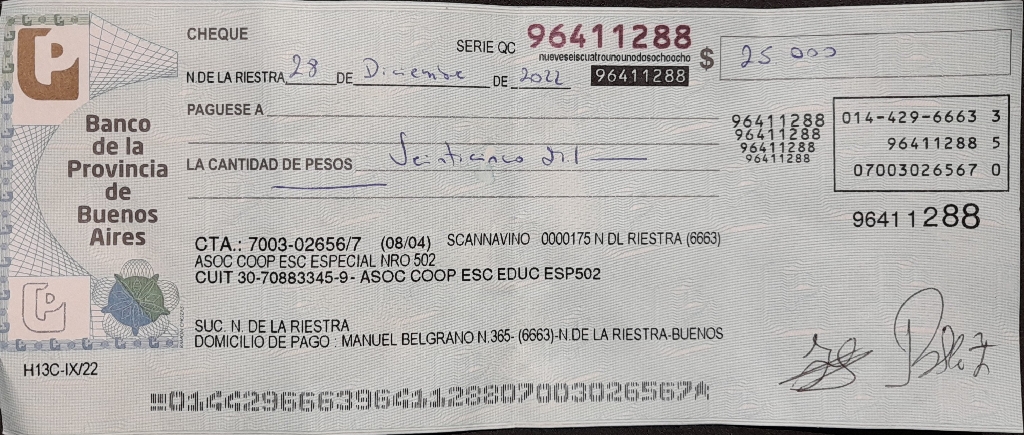 CHEQUE
SERIE QC 96411288
nueveseiscuatrounounodosochoocho
96411288
$ 25 000
N.DE LA RIESTRA 28 DE Diciembre DE 2022
PAGUESE A
LA CANTIDAD DE PESOS Veinticinco mil
96411288
96411288
96411288
96411288
014-429-6663 3
96411288 5
07003026567 0
96411288
Banco
de la
Provincia
de
Buenos
Aires
CTA.: 7003-02656/7 (08/04) SCANNAVINO 0000175 N DL RIESTRA (6663)
ASOC COOP ESC ESPECIAL NRO 502
CUIT 30-70883345-9- ASOC COOP ESC EDUC ESP502
SUC. N. DE LA RIESTRA
DOMICILIO DE PAGO : MANUEL BELGRANO N.365- (6663)-N.DE LA RIESTRA-BUENOS
H13C-IX/22
01442966639641128807003026567